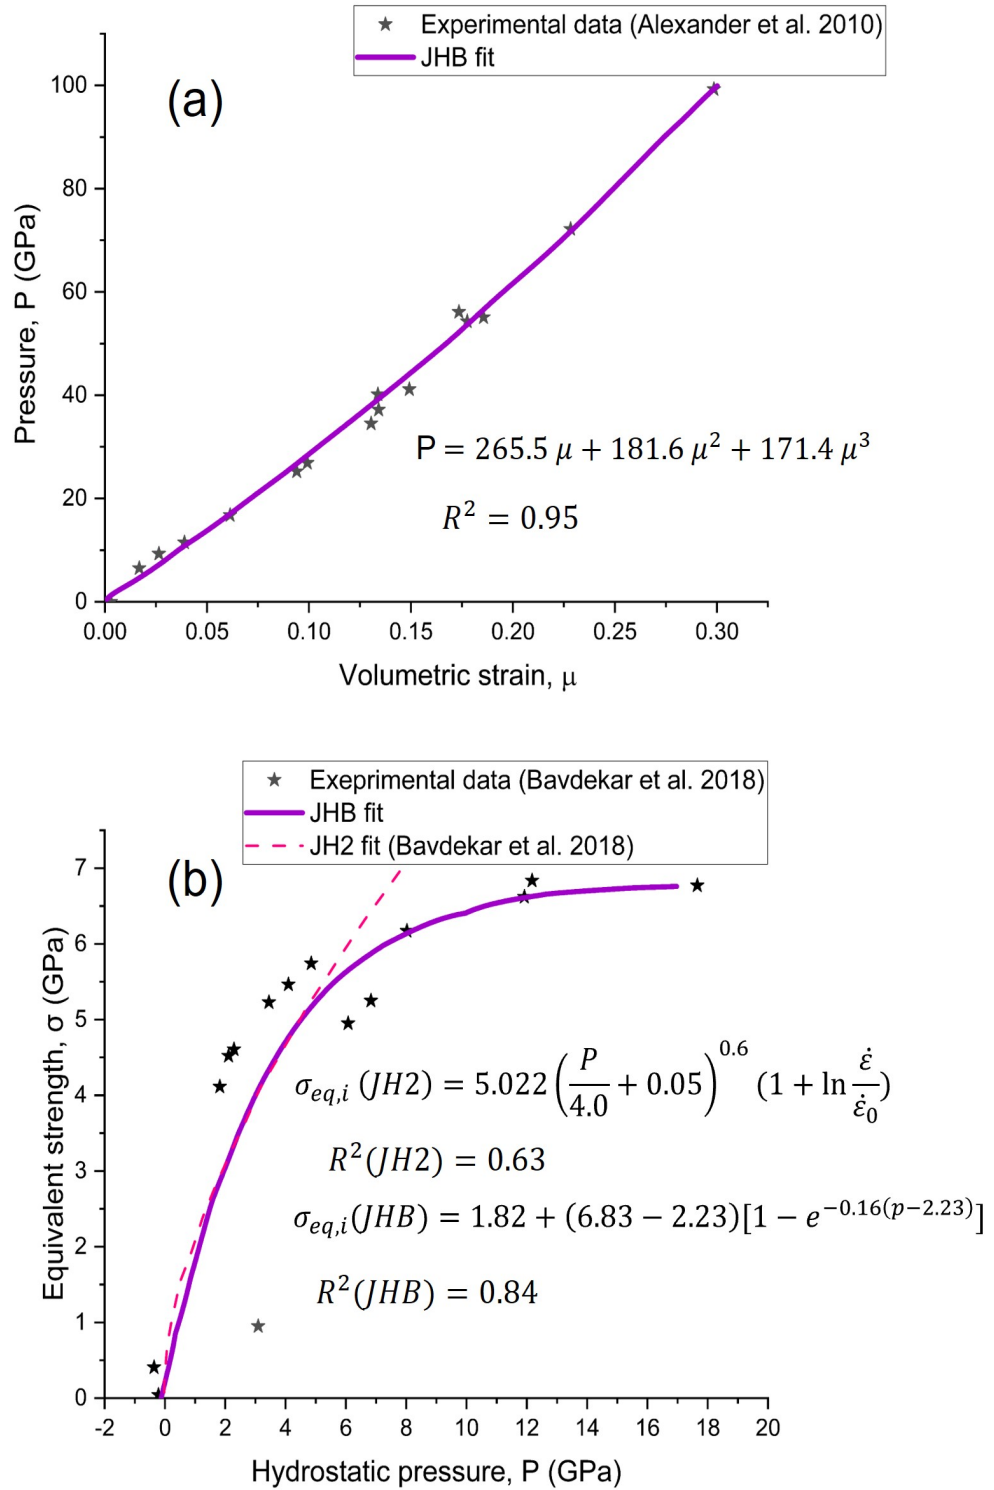 Experimental data (Alexander et al. 2010)
JHB fit
(a)
100
80
60
40
20
0
Pressure, P (GPa)
P = 265.5 μ + 181.6 μ² + 171.4 μ³
R² = 0.95
0.00 0.05 0.10 0.15 0.20 0.25 0.30
Volumetric strain, μ
Exeprimental data (Bavdekar et al. 2018)
JHB fit
JH2 fit (Bavdekar et al. 2018)
(b)
7
6
5
4
3
2
1
0
Equivalent strength, σ (GPa)
σ_{eq,i} (JH2) = 5.022 (P/4.0 + 0.05)^{0.6} (1 + ln ε̇/ε̇₀)
R²(JH2) = 0.63
σ_{eq,i}(JHB) = 1.82 + (6.83 − 2.23)[1 − e^{−0.16(p−2.23)}]
R²(JHB) = 0.84
-2 0 2 4 6 8 10 12 14 16 18 20
Hydrostatic pressure, P (GPa)